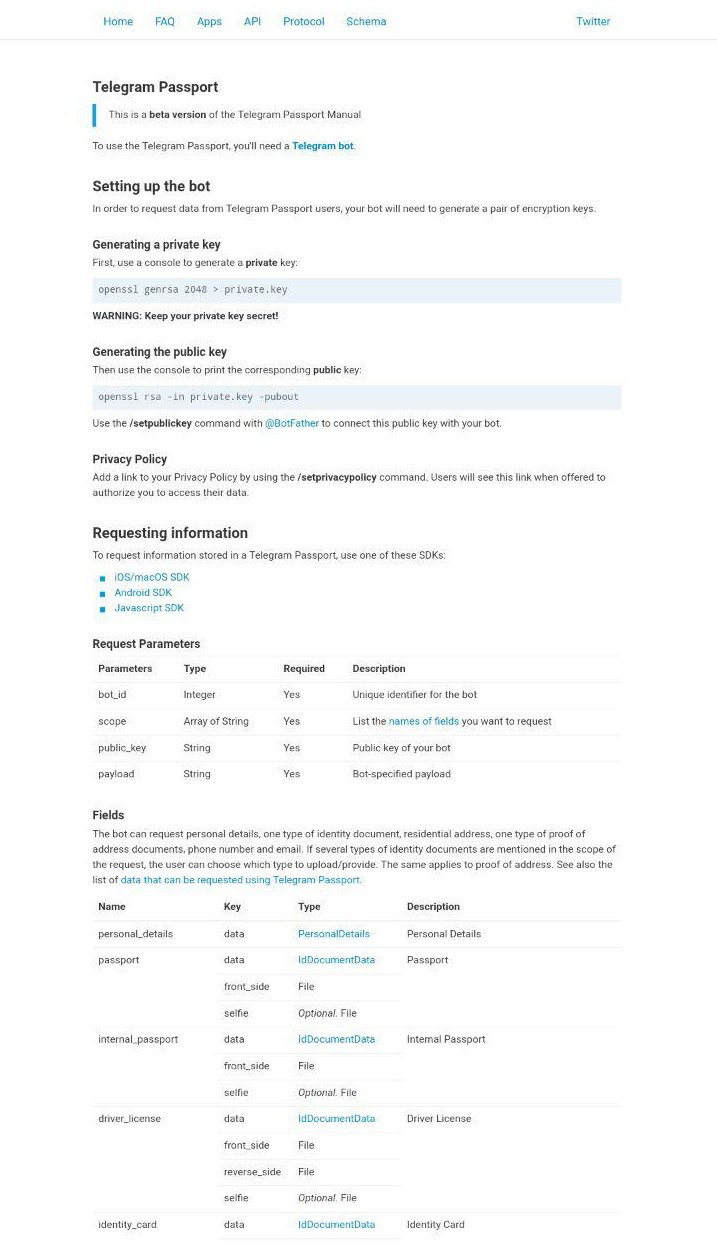 Home FAQ Apps API Protocol Schema Twitter
Telegram Passport
This is a beta version of the Telegram Passport Manual
To use the Telegram Passport, you'll need a Telegram bot.
Setting up the bot
In order to request data from Telegram Passport users, your bot will need to generate a pair of encryption keys.
Generating a private key
First, use a console to generate a private key:
openssl genrsa 2048 > private.key
WARNING: Keep your private key secret!
Generating the public key
Then use the console to print the corresponding public key:
openssl rsa -in private.key -pubout
Use the /setpublickey command with @BotFather to connect this public key with your bot.
Privacy Policy
Add a link to your Privacy Policy by using the /setprivacypolicy command. Users will see this link when offered to
authorize you to access their data.
Requesting information
To request information stored in a Telegram Passport, use one of these SDKs:
iOS/macOS SDK
Android SDK
Javascript SDK
Request Parameters
Parameters Type Required Description
bot_id Integer Yes Unique identifier for the bot
scope Array of String Yes List the names of fields you want to request
public_key String Yes Public key of your bot
payload String Yes Bot-specified payload
Fields
The bot can request personal details, one type of identity document, residential address, one type of proof of
address documents, phone number and email. If several types of identity documents are mentioned in the scope of
the request, the user can choose which type to upload/provide. The same applies to proof of address. See also the
list of data that can be requested using Telegram Passport.
Name Key Type Description
personal_details data PersonalDetails Personal Details
passport data IdDocumentData Passport
front_side File
selfie Optional. File
internal_passport data IdDocumentData Internal Passport
front_side File
selfie Optional. File
driver_license data IdDocumentData Driver License
front_side File
reverse_side File
selfie Optional. File
identity_card data IdDocumentData Identity Card